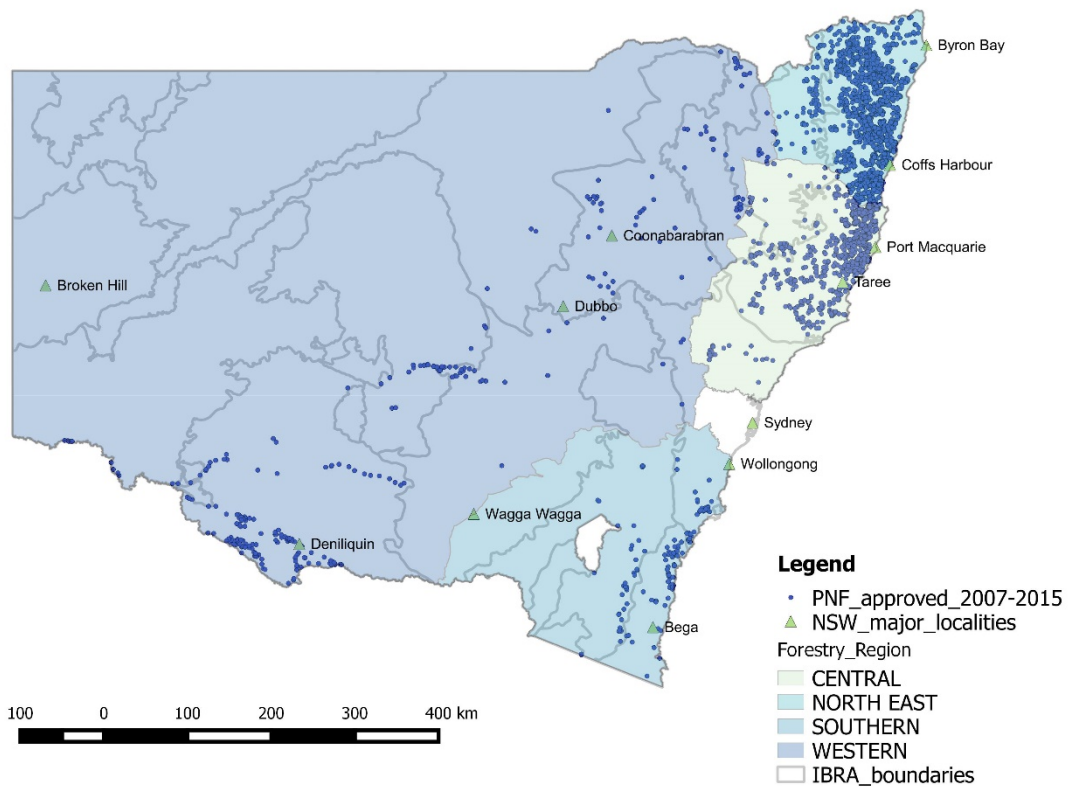 Byron Bay
Coffs Harbour
Coonabarabran
Port Macquarie
Broken Hill
Taree
Dubbo
Sydney
Wollongong
Wagga Wagga
Deniliquin
Bega
Legend
PNF_approved_2007-2015
NSW_major_localities
Forestry_Region
CENTRAL
NORTH EAST
SOUTHERN
WESTERN
IBRA_boundaries
100 0 100 200 300 400 km